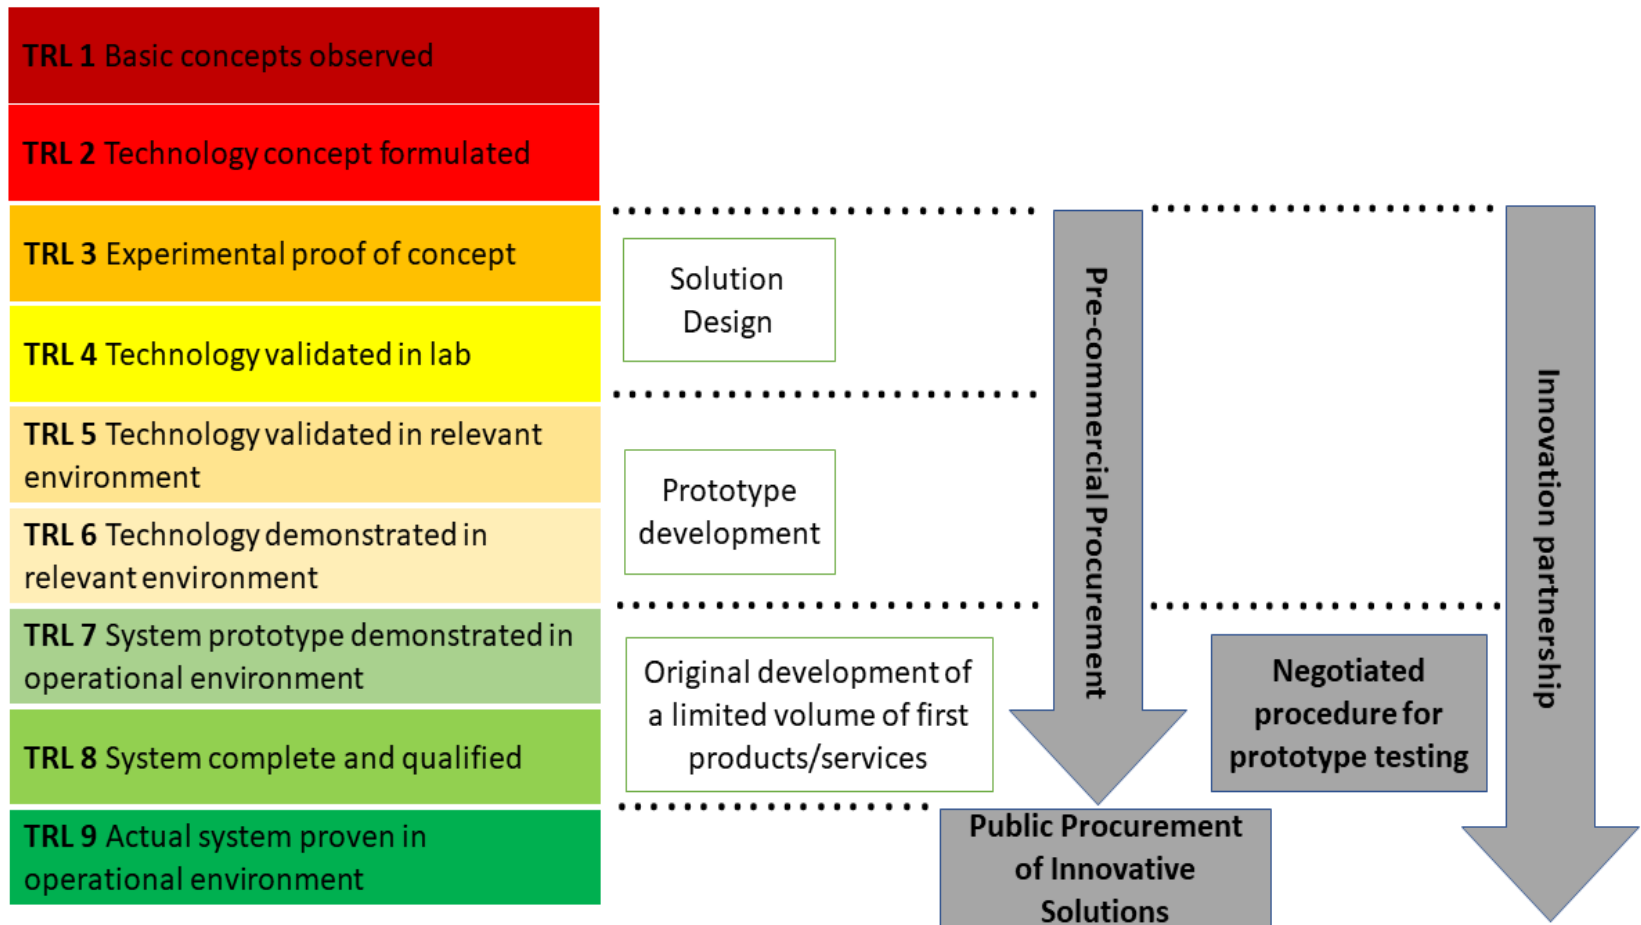 TRL 1 Basic concepts observed
TRL 2 Technology concept formulated
TRL 3 Experimental proof of concept
TRL 4 Technology validated in lab
TRL 5 Technology validated in relevant
environment
TRL 6 Technology demonstrated in
relevant environment
TRL 7 System prototype demonstrated in
operational environment
TRL 8 System complete and qualified
TRL 9 Actual system proven in
operational environment
Solution
Design
Prototype
development
Original development of
a limited volume of first
products/services
Pre-commercial Procurement
Public Procurement
of Innovative
Solutions
Negotiated
procedure for
prototype testing
Innovation partnership